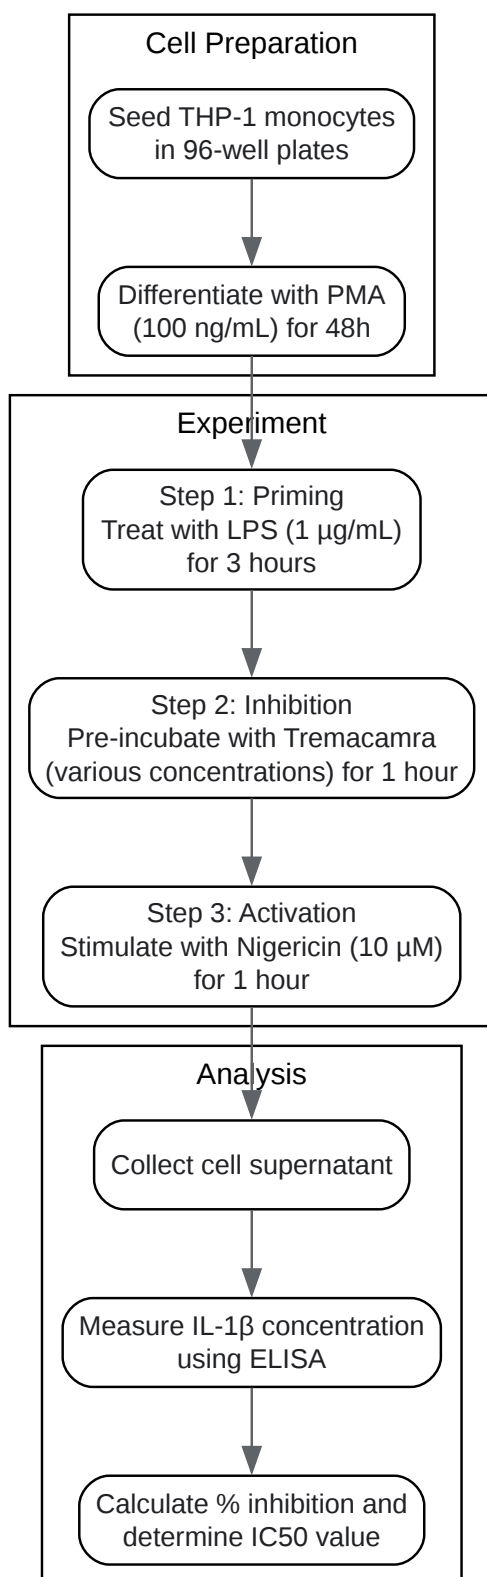 Cell Preparation
Seed THP-1 monocytes
in 96-well plates
Differentiate with PMA
(100 ng/mL) for 48h
Experiment
Step 1: Priming
Treat with LPS (1 µg/mL)
for 3 hours
Step 2: Inhibition
Pre-incubate with Tremacamra
(various concentrations) for 1 hour
Step 3: Activation
Stimulate with Nigericin (10 µM)
for 1 hour
Analysis
Collect cell supernatant
Measure IL-1β concentration
using ELISA
Calculate % inhibition and
determine IC50 value